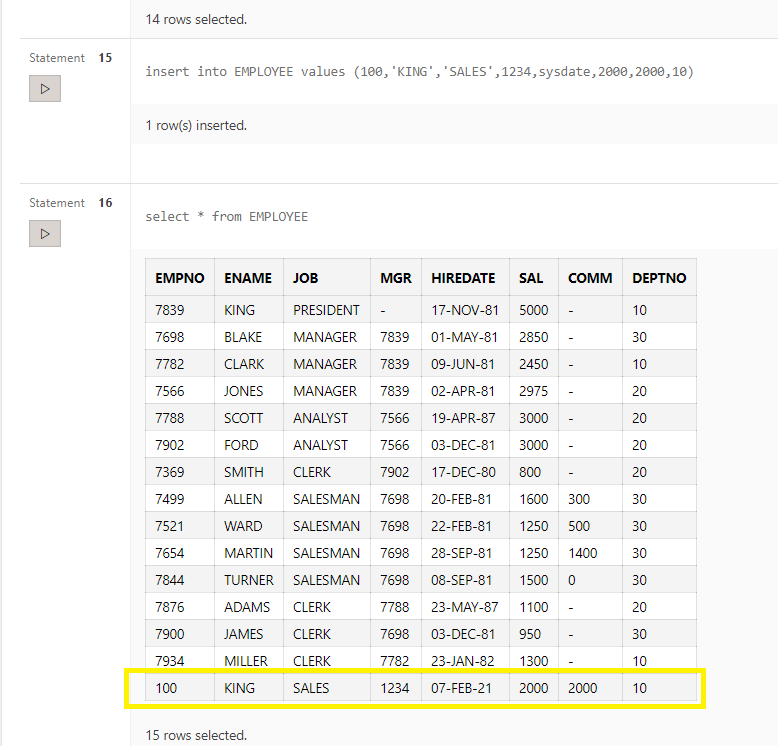 14 rows selected.
Statement 15
insert into EMPLOYEE values (100,'KING','SALES',1234,sysdate,2000,2000,10)
1 row(s) inserted.
Statement 16
select * from EMPLOYEE
EMPNO ENAME JOB MGR HIREDATE SAL COMM DEPTNO
7839 KING PRESIDENT - 17-NOV-81 5000 - 10
7698 BLAKE MANAGER 7839 01-MAY-81 2850 - 30
7782 CLARK MANAGER 7839 09-JUN-81 2450 - 10
7566 JONES MANAGER 7839 02-APR-81 2975 - 20
7788 SCOTT ANALYST 7566 19-APR-87 3000 - 20
7902 FORD ANALYST 7566 03-DEC-81 3000 - 20
7369 SMITH CLERK 7902 17-DEC-80 800 - 20
7499 ALLEN SALESMAN 7698 20-FEB-81 1600 300 30
7521 WARD SALESMAN 7698 22-FEB-81 1250 500 30
7654 MARTIN SALESMAN 7698 28-SEP-81 1250 1400 30
7844 TURNER SALESMAN 7698 08-SEP-81 1500 0 30
7876 ADAMS CLERK 7788 23-MAY-87 1100 - 20
7900 JAMES CLERK 7698 03-DEC-81 950 - 30
7934 MILLER CLERK 7782 23-JAN-82 1300 - 10
100 KING SALES 1234 07-FEB-21 2000 2000 10
15 rows selected.